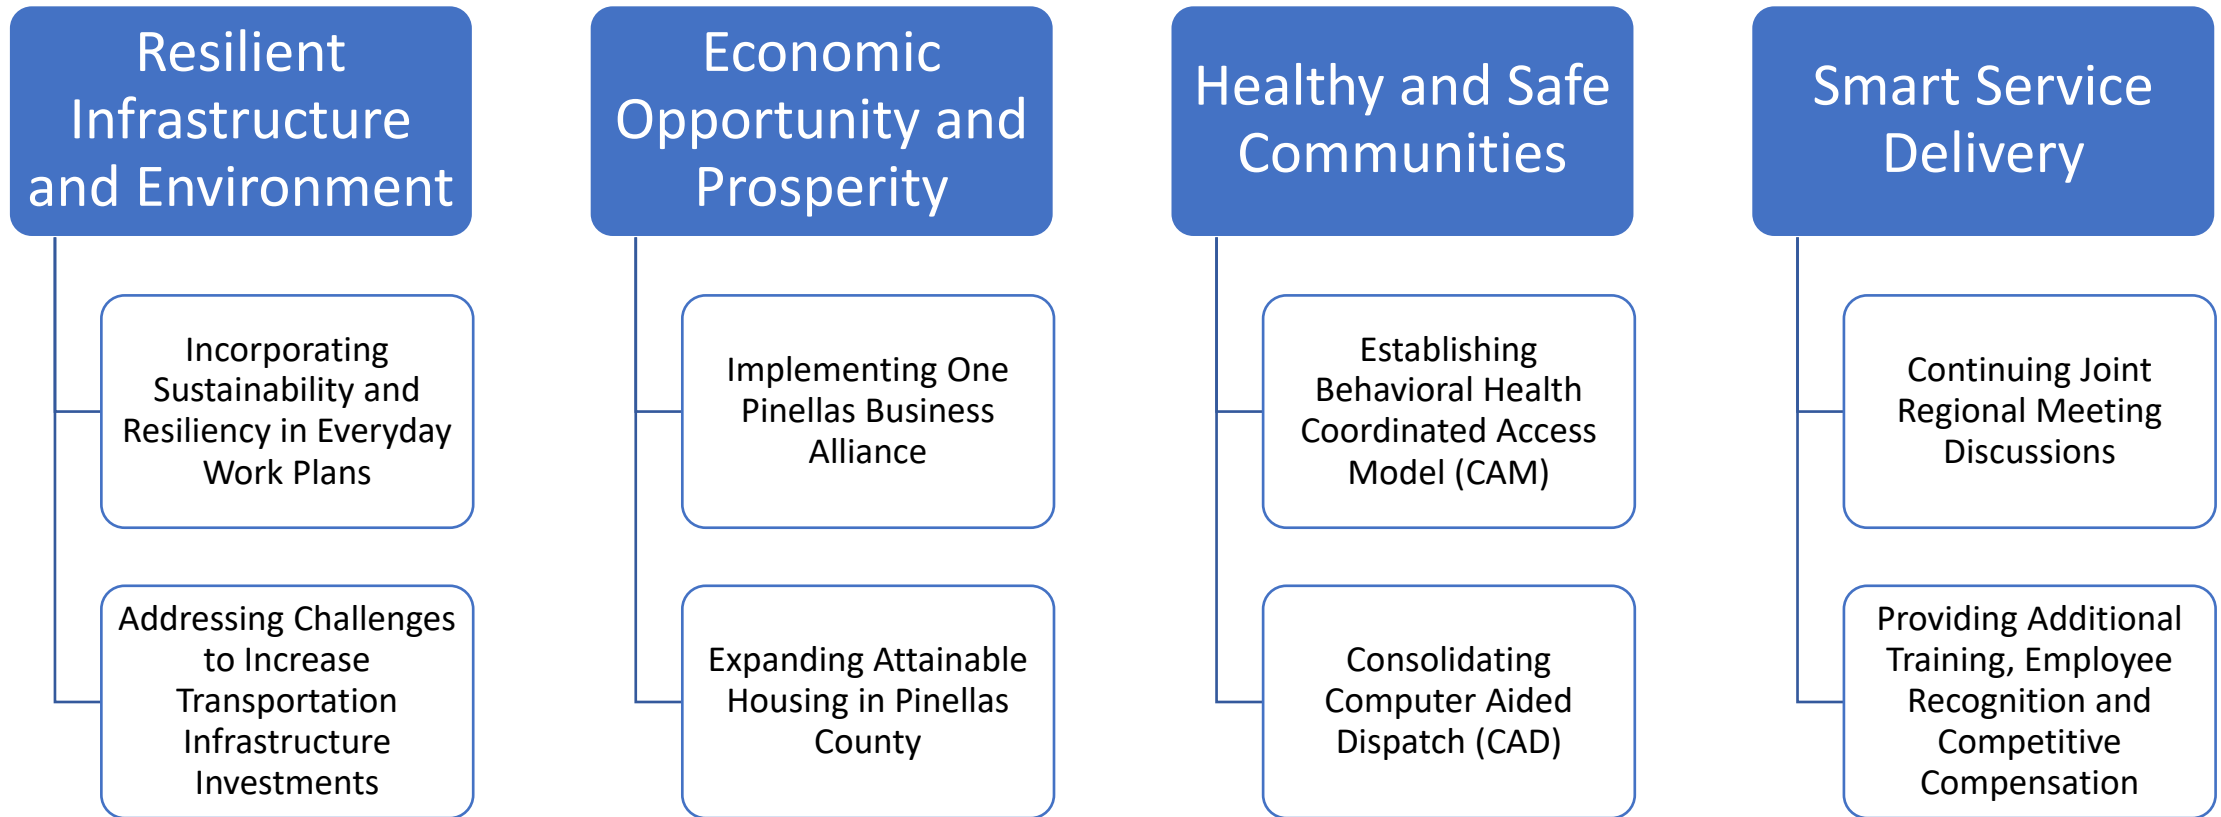 Resilient
Infrastructure
and Environment
Incorporating
Sustainability and
Resiliency in Everyday
Work Plans
Addressing Challenges
to Increase
Transportation
Infrastructure
Investments
Economic
Opportunity and
Prosperity
Implementing One
Pinellas Business
Alliance
Expanding Attainable
Housing in Pinellas
County
Healthy and Safe
Communities
Establishing
Behavioral Health
Coordinated Access
Model (CAM)
Consolidating
Computer Aided
Dispatch (CAD)
Smart Service
Delivery
Continuing Joint
Regional Meeting
Discussions
Providing Additional
Training, Employee
Recognition and
Competitive
Compensation